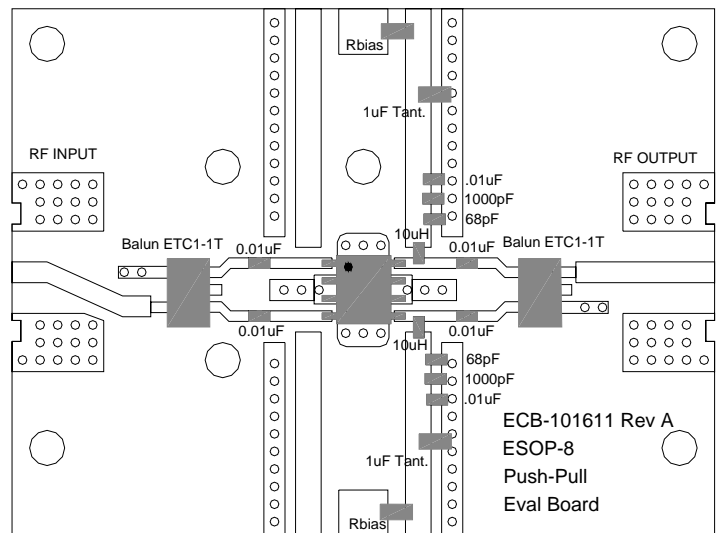 Rbias
1uF Tant.
RF INPUT
RF OUTPUT
.01uF
1000pF
68pF
10uH
Balun ETC1-1T
0.01uF
0.01uF
Balun ETC1-1T
0.01uF
0.01uF
10uH
68pF
1000pF
.01uF
1uF Tant.
Rbias
ECB-101611 Rev A
ESOP-8
Push-Pull
Eval Board